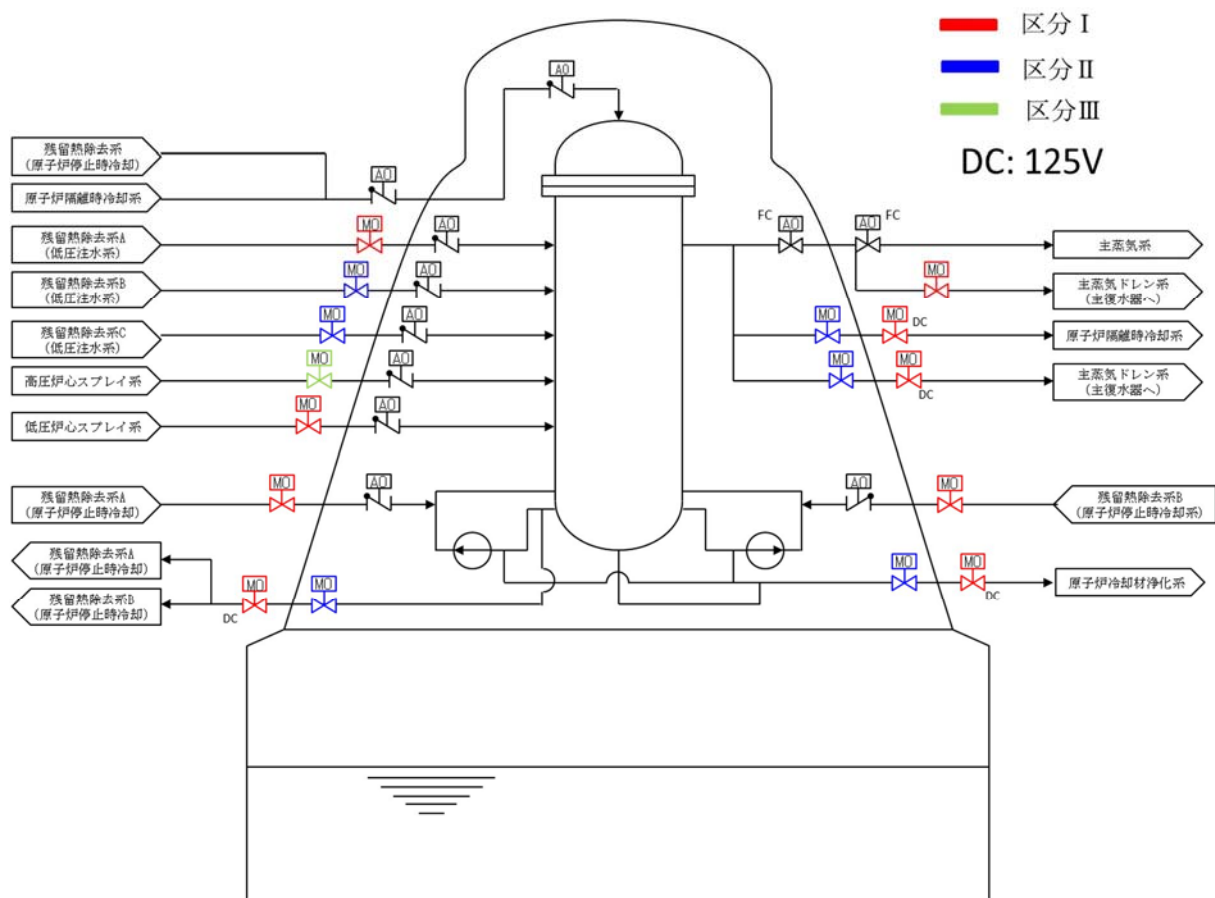 区分Ⅰ
区分Ⅱ
区分Ⅲ
DC: 125V
AO
残留熱除去系
(原子炉停止時冷却)
原子炉隔離時冷却系
AO
残留熱除去系A
(低圧注水系)
MO
AO
残留熱除去系B
(低圧注水系)
MO
AO
残留熱除去系C
(低圧注水系)
MO
AO
高圧炉心スプレイ系
MO
AO
低圧炉心スプレイ系
MO
AO
FC
AO
AO
FC
主蒸気系
MO
主蒸気ドレン系
(主復水器へ)
MO
MO
DC
原子炉隔離時冷却系
MO
MO
DC
主蒸気ドレン系
(主復水器へ)
残留熱除去系A
(原子炉停止時冷却)
MO
AO
AO
MO
残留熱除去系B
(原子炉停止時冷却系)
残留熱除去系A
(原子炉停止時冷却)
残留熱除去系B
(原子炉停止時冷却)
DC
MO
MO
MO
MO
DC
原子炉冷却材浄化系